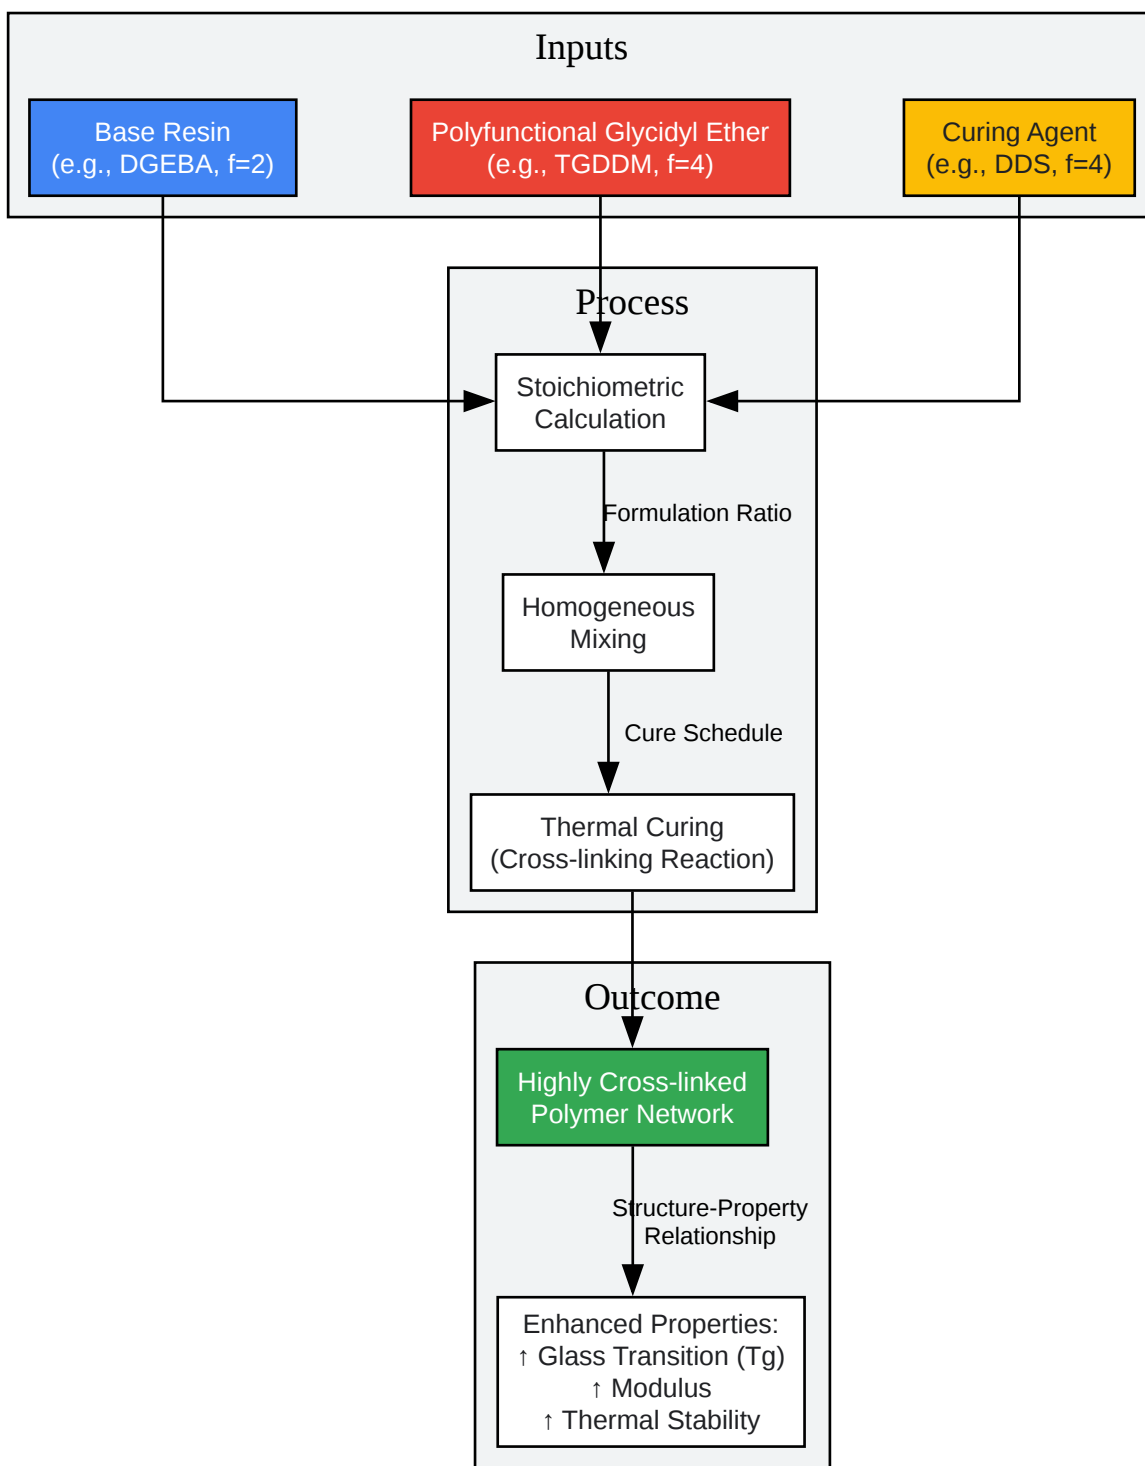 Inputs
Base Resin
(e.g., DGEBA, f=2)
Polyfunctional Glycidyl Ether
(e.g., TGDDM, f=4)
Curing Agent
(e.g., DDS, f=4)
Process
Stoichiometric
Calculation
Formulation Ratio
Homogeneous
Mixing
Cure Schedule
Thermal Curing
(Cross-linking Reaction)
Outcome
Highly Cross-linked
Polymer Network
Structure-Property
Relationship
Enhanced Properties:
↑ Glass Transition (Tg)
↑ Modulus
↑ Thermal Stability